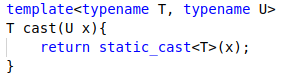 template<typename T, typename U>
T cast(U x){
    return static_cast<T>(x);
}